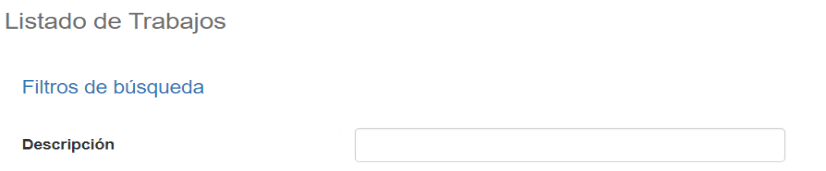 Listado de Trabajos
Filtros de búsqueda
Descripción